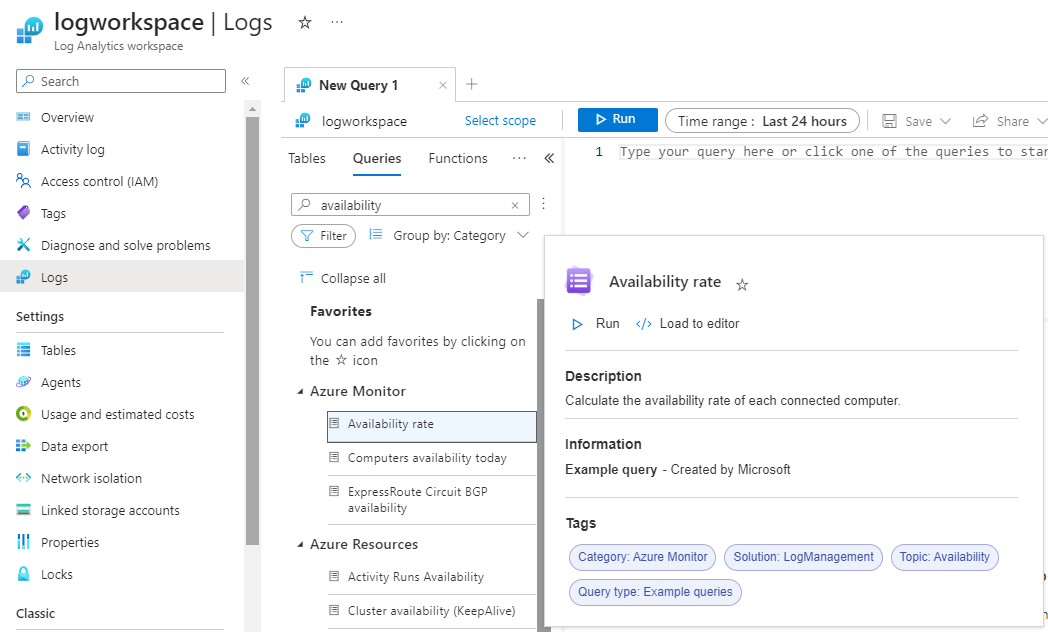 logworkspace | Logs
Log Analytics workspace
Search
Overview
Activity log
Access control (IAM)
Tags
Diagnose and solve problems
Logs
Settings
Tables
Agents
Usage and estimated costs
Data export
Network isolation
Linked storage accounts
Properties
Locks
Classic
New Query 1
logworkspace
Select scope
Run
Time range : Last 24 hours
Save
Share
Tables Queries Functions
1 Type your query here or click one of the queries to star
availability
Filter
Group by: Category
Collapse all
Favorites
You can add favorites by clicking on
the ☆ icon
Azure Monitor
Availability rate
Computers availability today
ExpressRoute Circuit BGP
availability
Azure Resources
Activity Runs Availability
Cluster availability (KeepAlive)
Availability rate
Run
</> Load to editor
Description
Calculate the availability rate of each connected computer.
Information
Example query - Created by Microsoft
Tags
Category: Azure Monitor
Solution: LogManagement
Topic: Availability
Query type: Example queries